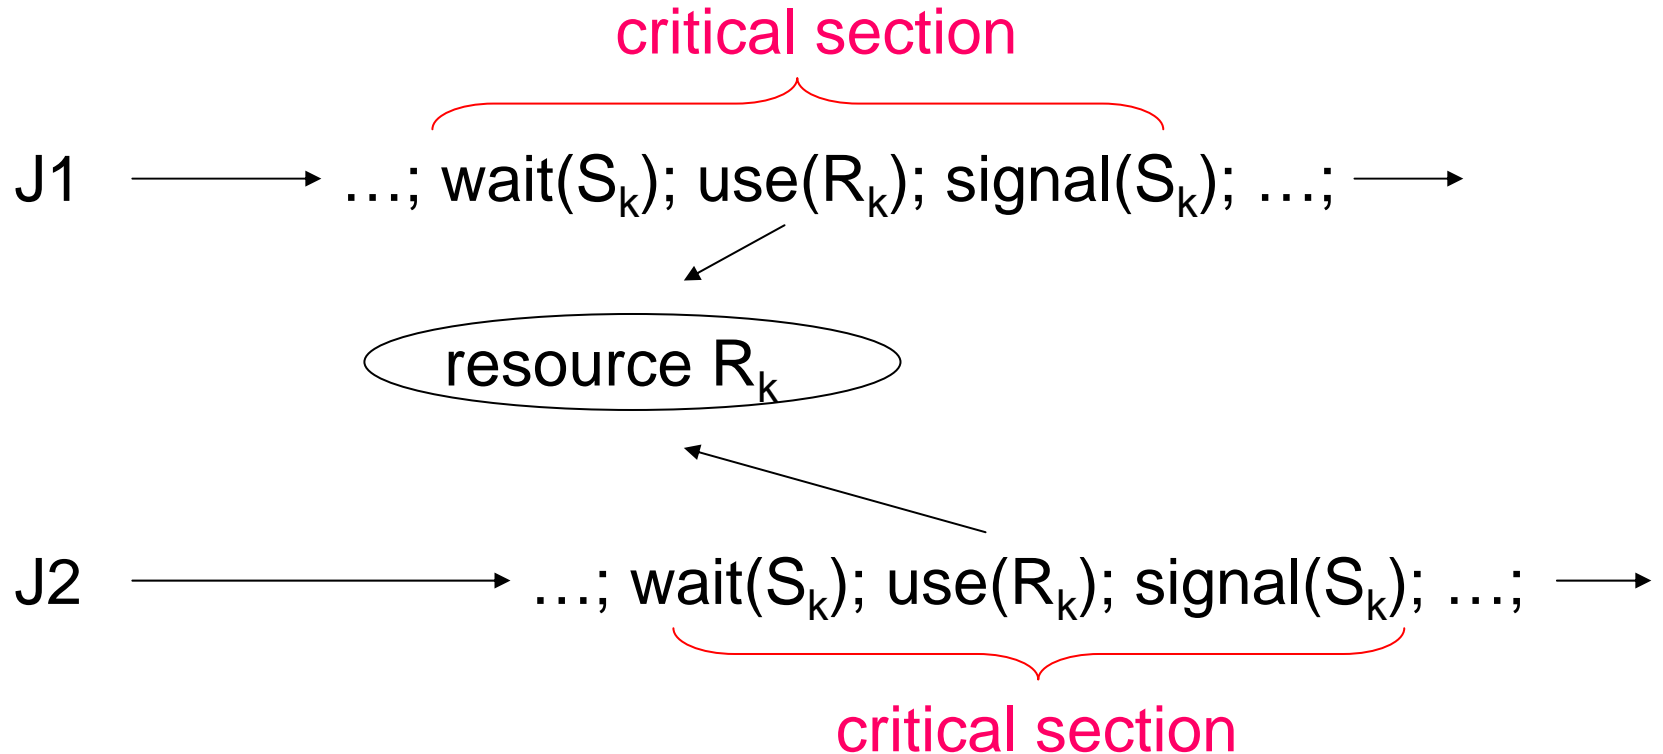 critical section
J1 …; wait(Sk); use(Rk); signal(Sk); …;
resource Rk
J2 …; wait(Sk); use(Rk); signal(Sk); …;
critical section